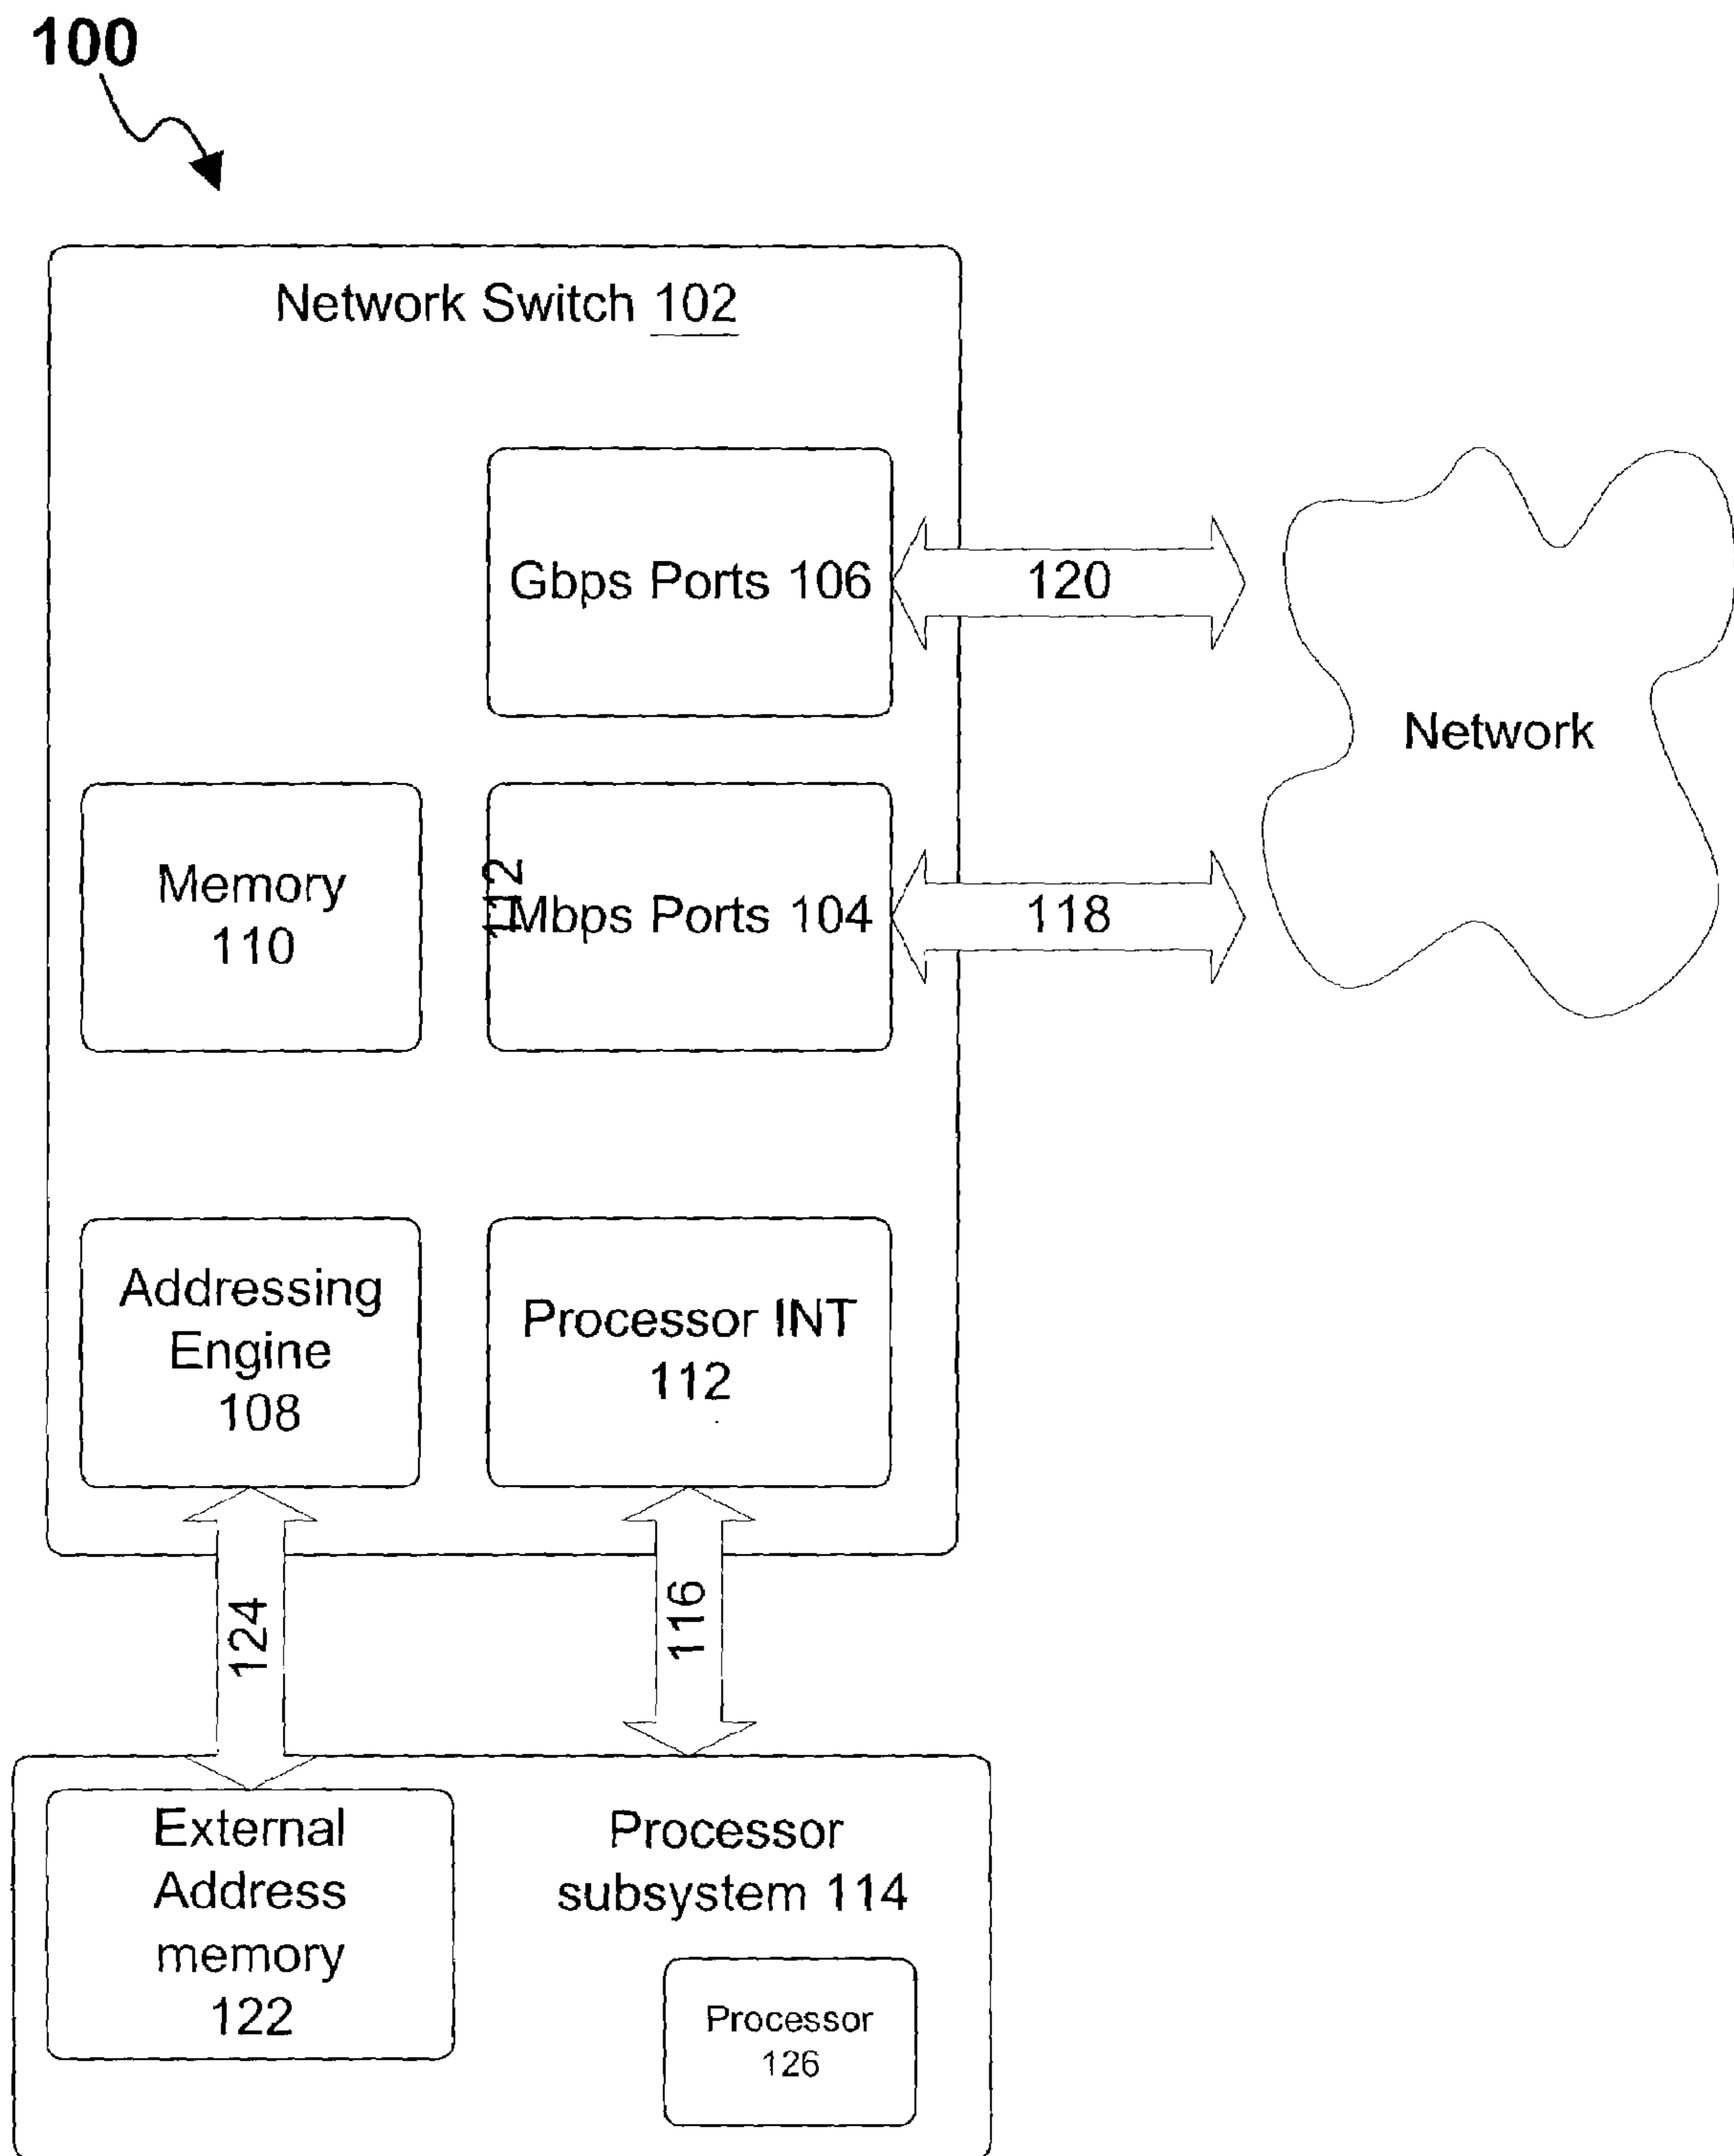 100
Network Switch 102
Gbps Ports 106
120
Network
Memory
110
112
Mbps Ports 104
118
Addressing
Engine
108
Processor INT
112
124
116
External
Address
memory
122
Processor
subsystem 114
Processor
126